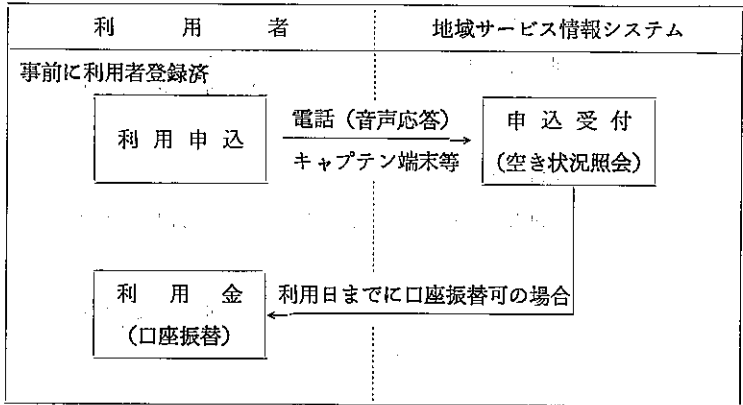 利用者
地域サービス情報システム
事前に利用者登録済
利用申込
電話（音声応答）
キャプテン端末等
申込受付
（空き状況照会）
利用金
（口座振替）
利用日までに口座振替可の場合